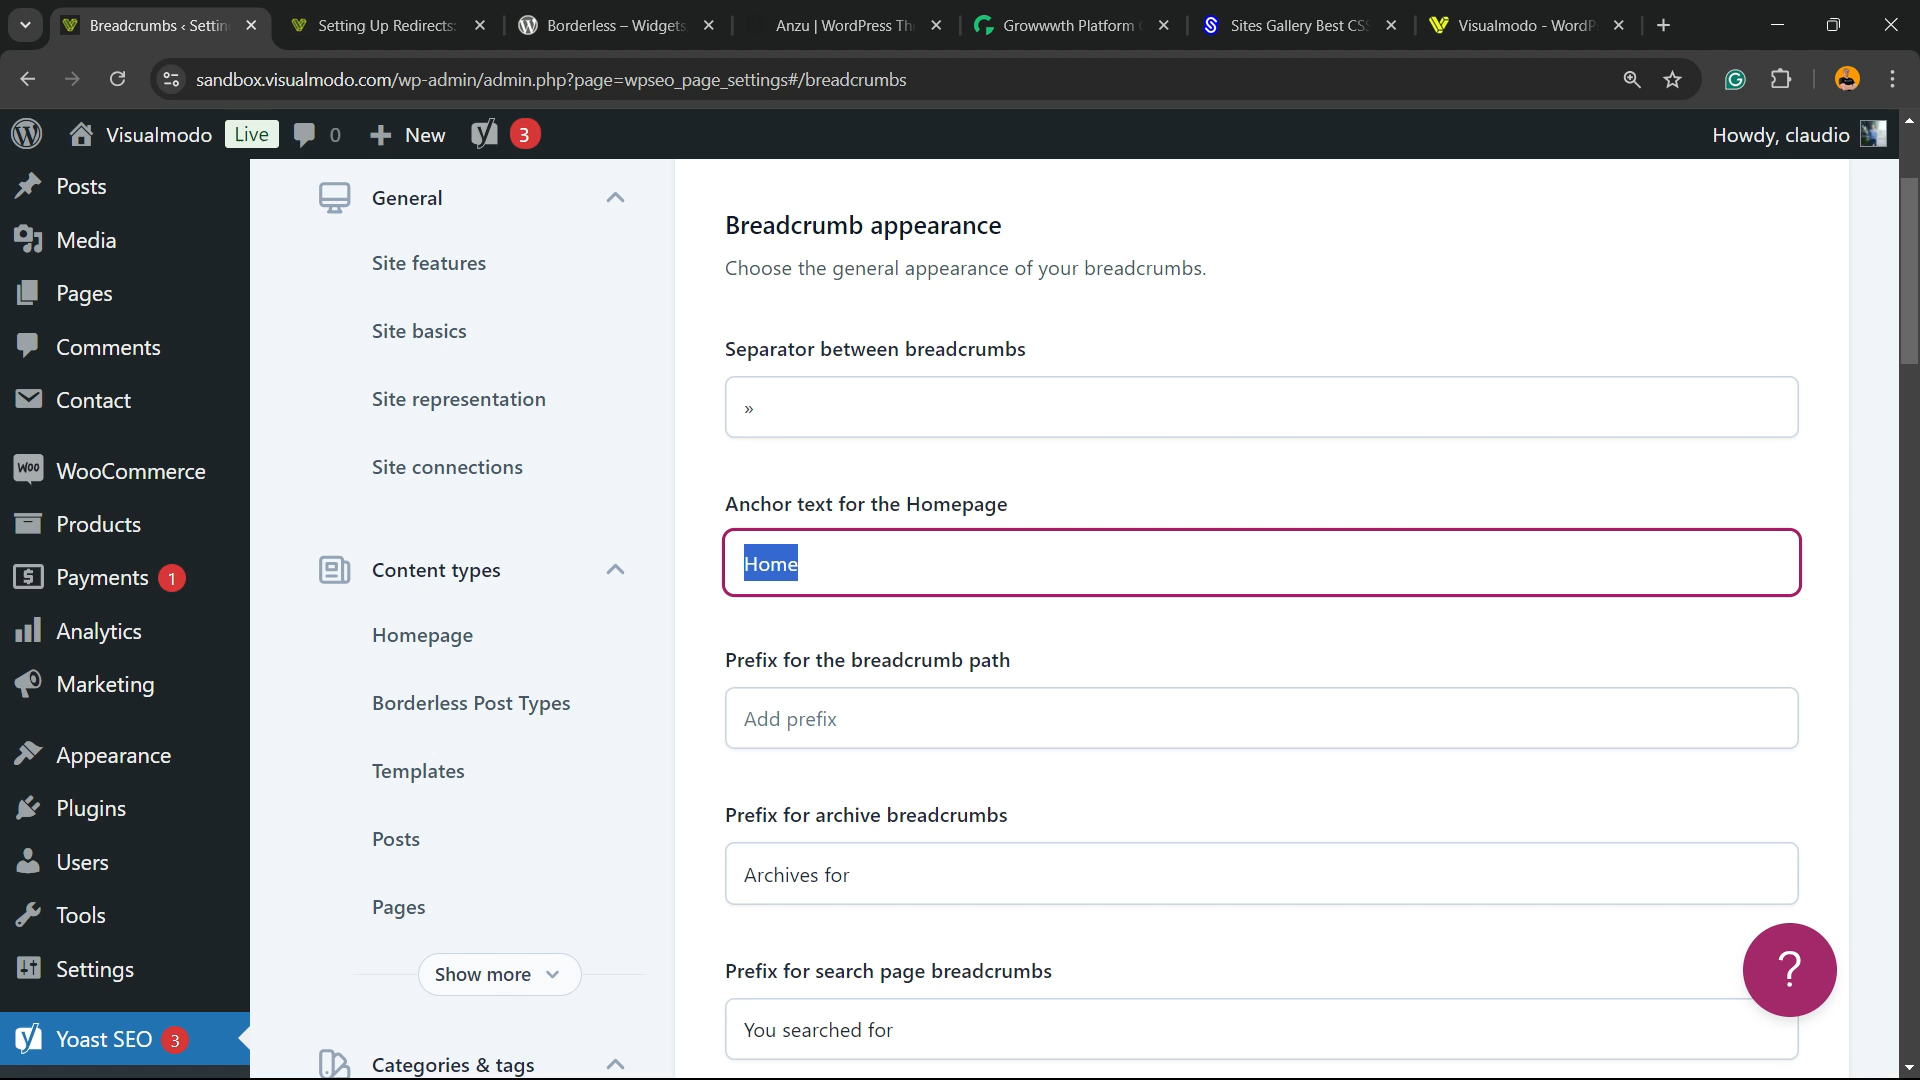 Breadcrumbs ‹ Settin
Setting Up Redirects:
Borderless – Widgets
Anzu | WordPress Th
Growwwth Platform
Sites Gallery Best CSS
Visualmodo - WordP
sandbox.visualmodo.com/wp-admin/admin.php?page=wpseo_page_settings#/breadcrumbs
Visualmodo Live 0 New 3 Howdy, claudio
Posts
Media
Pages
Comments
Contact
Woo WooCommerce
Products
Payments 1
Analytics
Marketing
Appearance
Plugins
Users
Tools
Settings
Yoast SEO 3
General
Site features
Site basics
Site representation
Site connections
Content types
Homepage
Borderless Post Types
Templates
Posts
Pages
Show more
Categories & tags
Breadcrumb appearance
Choose the general appearance of your breadcrumbs.
Separator between breadcrumbs
»
Anchor text for the Homepage
Home
Prefix for the breadcrumb path
Add prefix
Prefix for archive breadcrumbs
Archives for
Prefix for search page breadcrumbs
You searched for
?